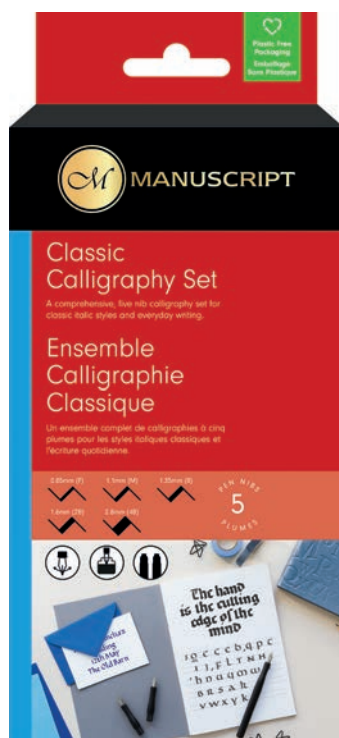 Plastic Free
Packaging
Emballage
Sans Plastique
M MANUSCRIPT
Classic
Calligraphy Set
A comprehensive, five nib calligraphy set for
classic italic styles and everyday writing.
Ensemble
Calligraphie
Classique
Un ensemble complet de calligraphies à cinq
plumes pour les styles italiques classiques et
l'écriture quotidienne.
0.85mm (F) 1.1mm (M) 1.55mm (B)
1.6mm (2B) 2.8mm (4B)
PEN NIBS
5
PLUMES
The hand
is the cutting
edge of the
mind
12th May
The Old Barn